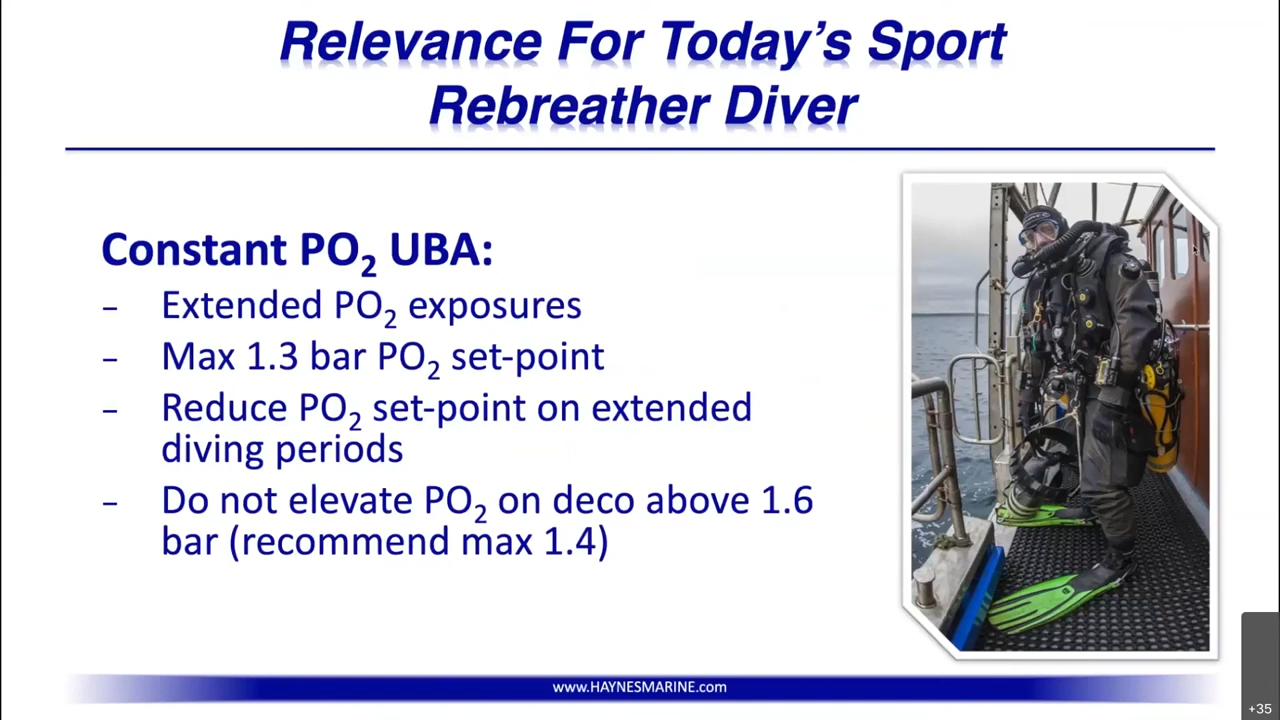 Relevance For Today's Sport
Rebreather Diver
Constant PO₂ UBA:
- Extended PO₂ exposures
- Max 1.3 bar PO₂ set-point
- Reduce PO₂ set-point on extended
diving periods
- Do not elevate PO₂ on deco above 1.6
bar (recommend max 1.4)
www.HAYNESMARINE.com
+35